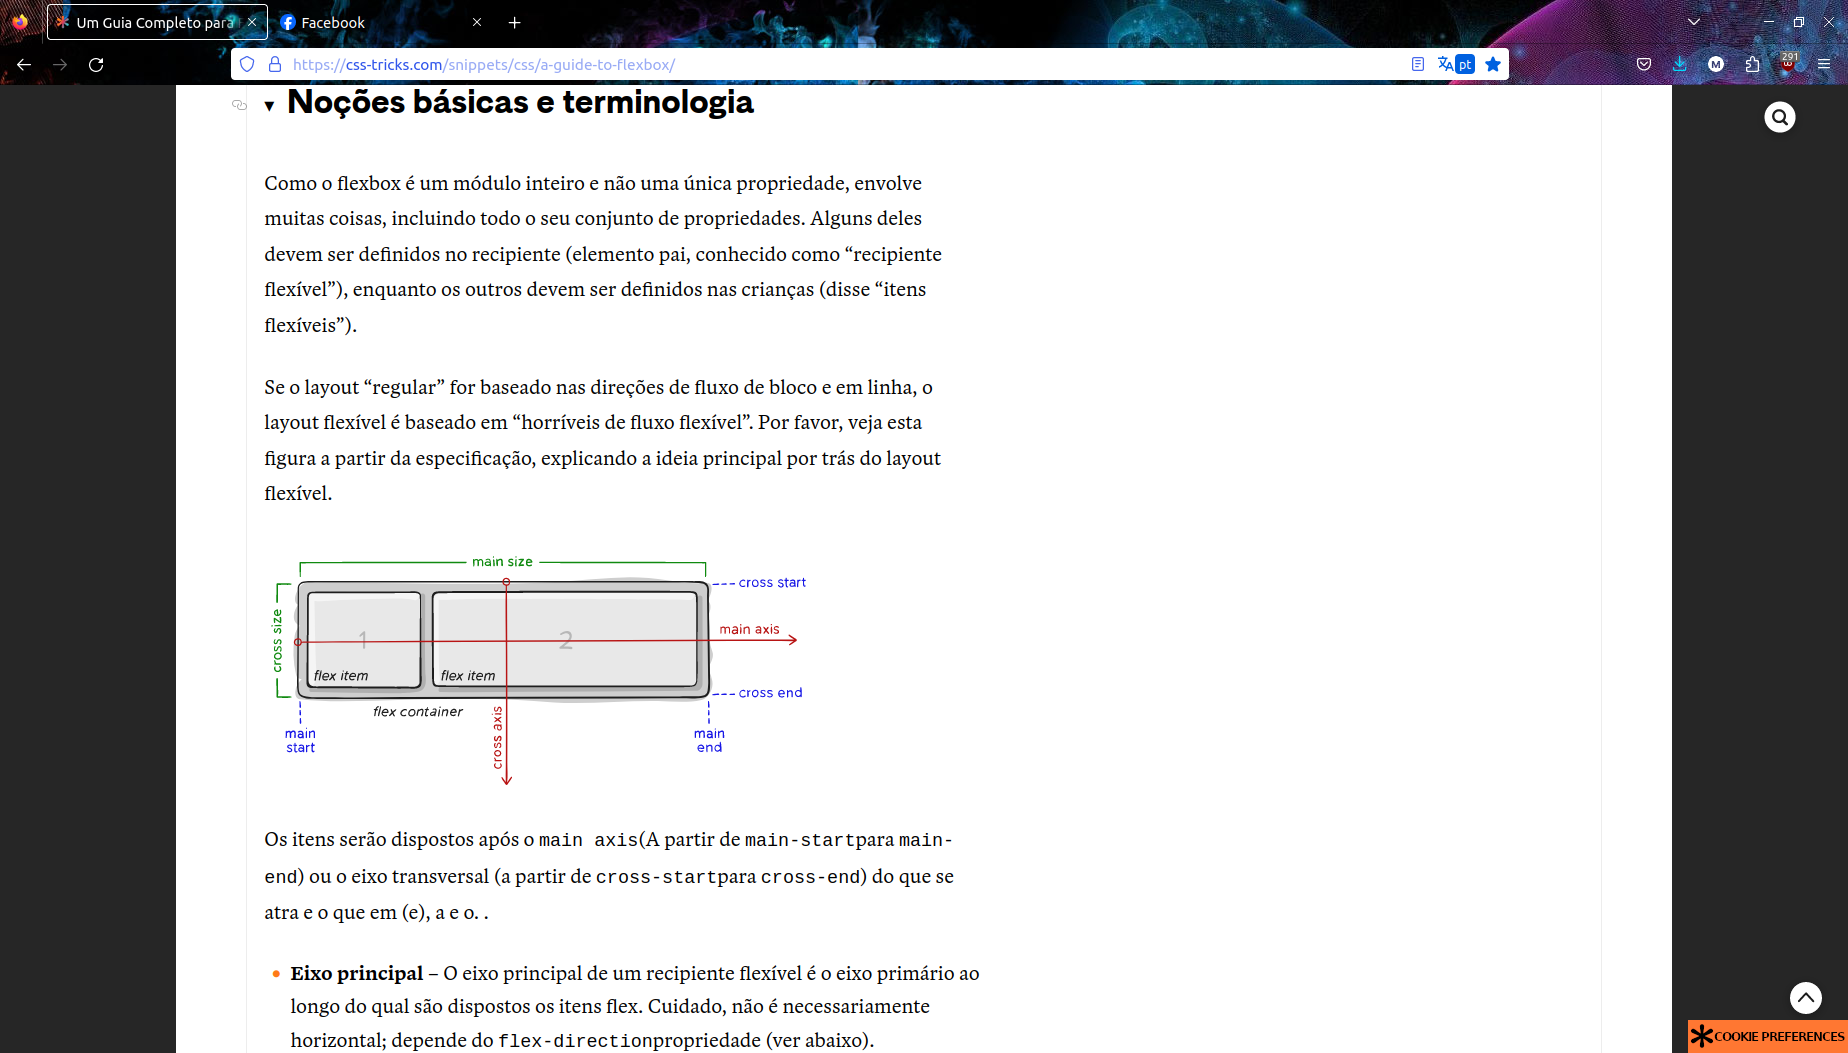 Um Guia Completo para
Facebook
https://css-tricks.com/snippets/css/a-guide-to-flexbox/
pt
M
291
Noções básicas e terminologia
Como o flexbox é um módulo inteiro e não uma única propriedade, envolve
muitas coisas, incluindo todo o seu conjunto de propriedades. Alguns deles
devem ser definidos no recipiente (elemento pai, conhecido como “recipiente
flexível”), enquanto os outros devem ser definidos nas crianças (disse “itens
flexíveis”).
Se o layout “regular” for baseado nas direções de fluxo de bloco e em linha, o
layout flexível é baseado em “horríveis de fluxo flexível”. Por favor, veja esta
figura a partir da especificação, explicando a ideia principal por trás do layout
flexível.
main size
cross start
cross size
1
2
main axis
flex item
flex item
cross end
flex container
cross axis
main
start
main
end
Os itens serão dispostos após o main axis(A partir de main-startpara main-
end) ou o eixo transversal (a partir de cross-startpara cross-end) do que se
atra e o que em (e), a e o. .
Eixo principal – O eixo principal de um recipiente flexível é o eixo primário ao
longo do qual são dispostos os itens flex. Cuidado, não é necessariamente
horizontal; depende do flex-directionpropriedade (ver abaixo).
COOKIE PREFERENCES